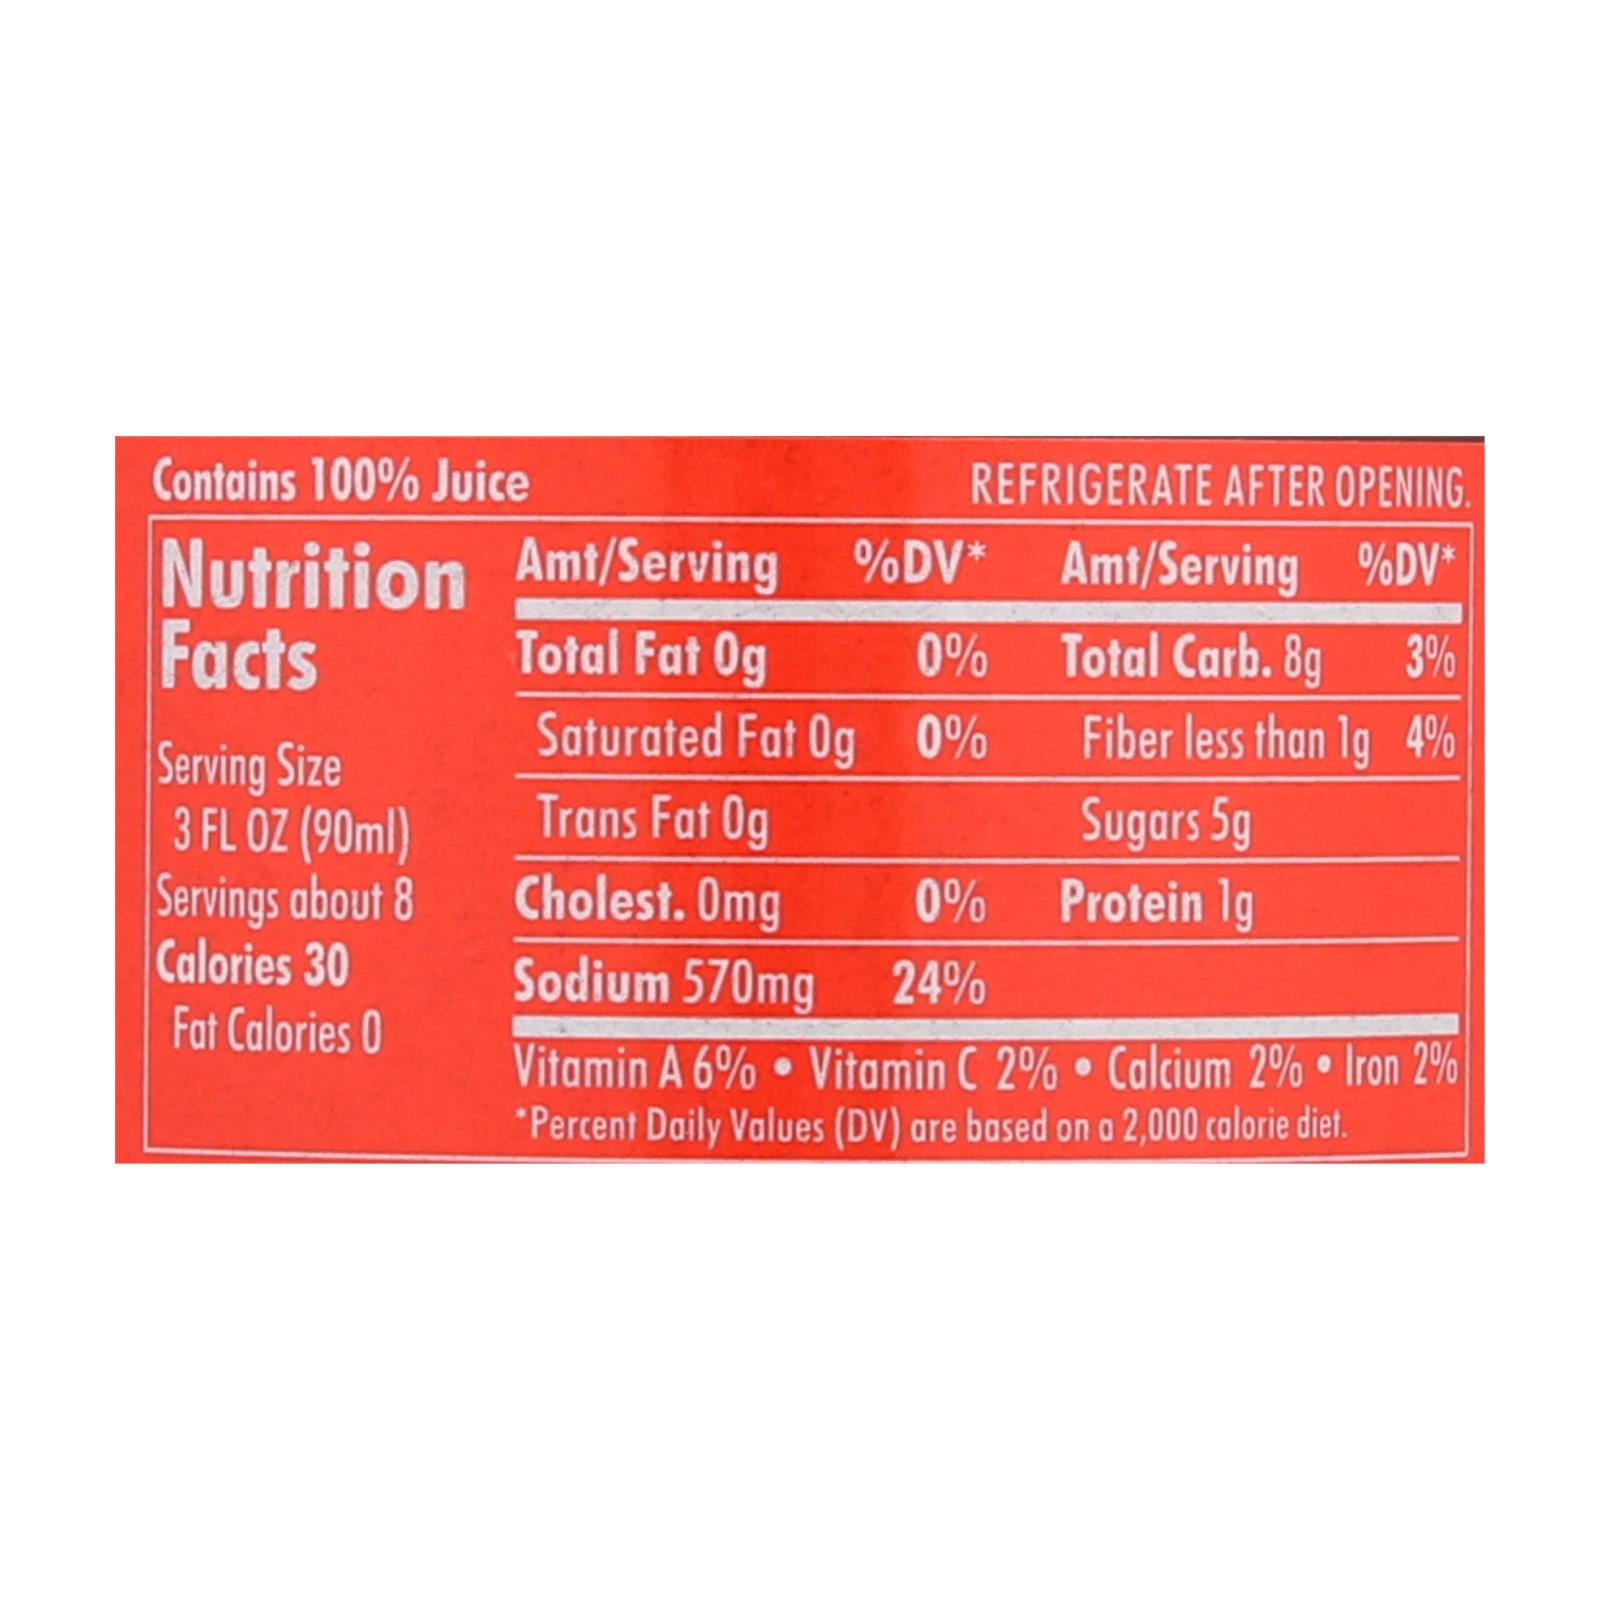 Contains 100% Juice
REFRIGERATE AFTER OPENING.
Nutrition
Facts
Serving Size
3 FL OZ (90ml)
Servings about 8
Calories 30
Fat Calories 0
Amt/Serving %DV* Amt/Serving %DV*
Total Fat 0g 0% Total Carb. 8g 3%
Saturated Fat 0g 0% Fiber less than 1g 4%
Trans Fat 0g Sugars 5g
Cholest. 0mg 0% Protein 1g
Sodium 570mg 24%
Vitamin A 6% • Vitamin C 2% • Calcium 2% • Iron 2%
*Percent Daily Values (DV) are based on a 2,000 calorie diet.